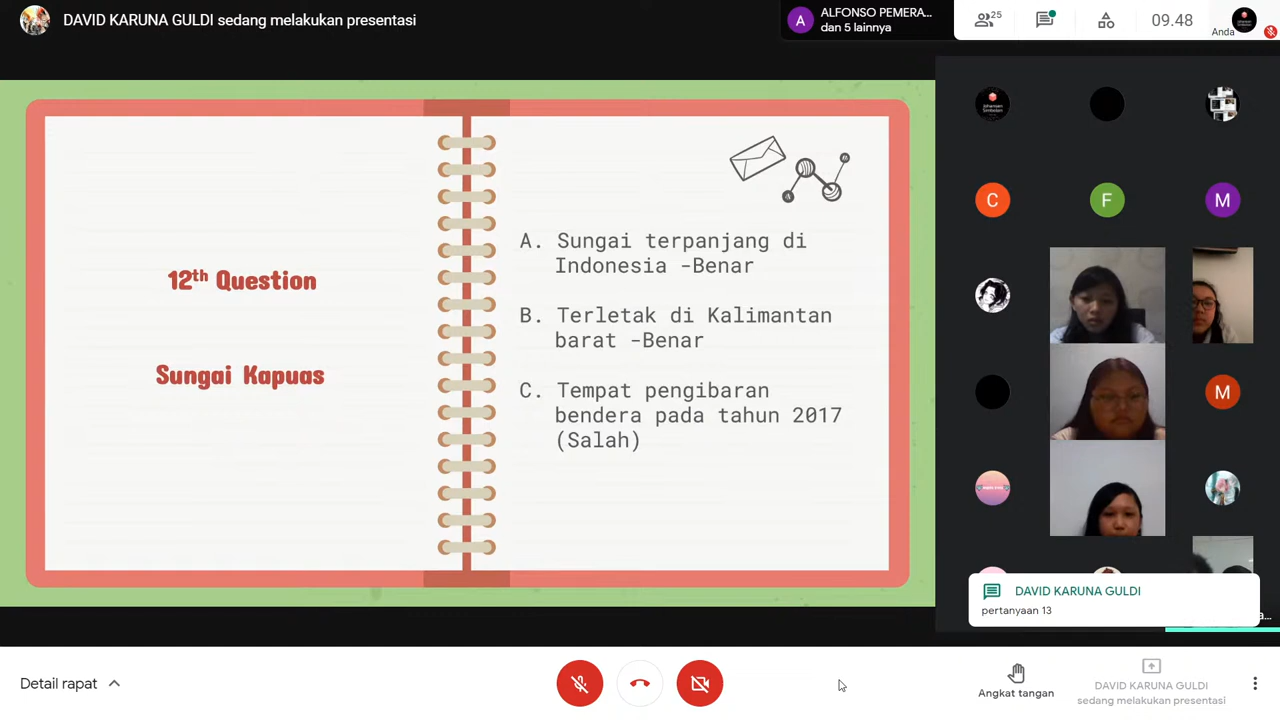 DAVID KARUNA GULDI sedang melakukan presentasi
A
ALFONSO PEMERA...
dan 5 lainnya
25
09.48
Anda
12th Question
Sungai Kapuas
A. Sungai terpanjang di
Indonesia -Benar
B. Terletak di Kalimantan
barat -Benar
C. Tempat pengibaran
bendera pada tahun 2017
(Salah)
C
F
M
M
DAVID KARUNA GULDI
pertanyaan 13
Detail rapat
Angkat tangan
DAVID KARUNA GULDI
sedang melakukan presentasi